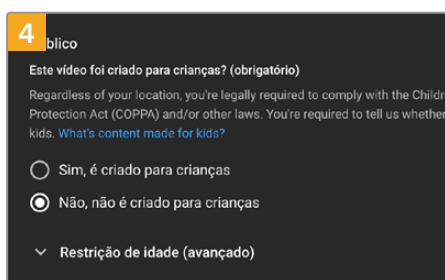 4
blico
Este vídeo foi criado para crianças? (obrigatório)
Regardless of your location, you're legally required to comply with the Childre
Protection Act (COPPA) and/or other laws. You're required to tell us whether
kids. What's content made for kids?
Sim, é criado para crianças
Não, não é criado para crianças
Restrição de idade (avançado)